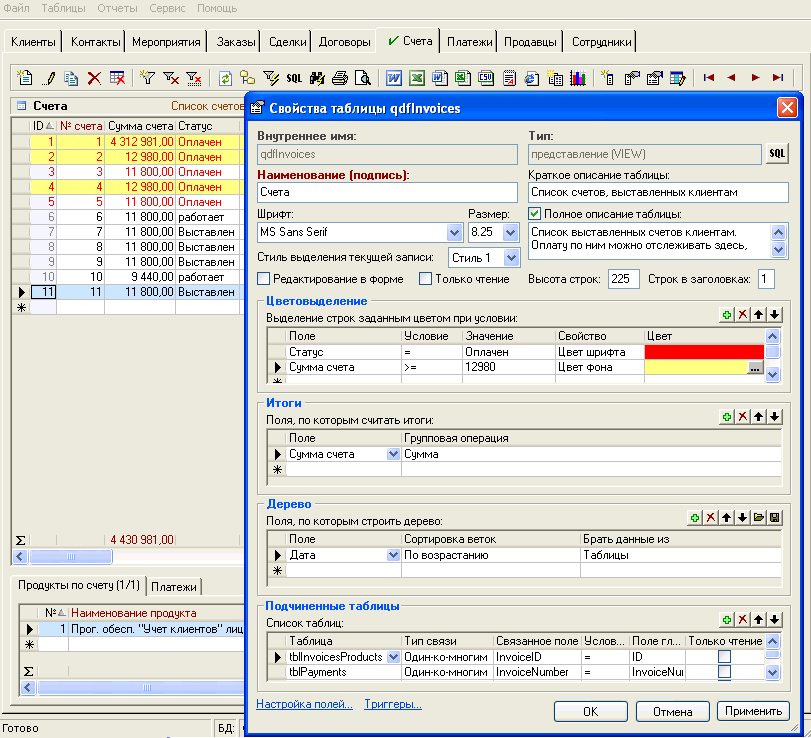 Файл Таблицы Отчеты Сервис Помощь
Клиенты Контакты Мероприятия Заказы Сделки Договоры Счета Платежи Продавцы Сотрудники
SQL CSV
Счета Список счетов
ID № счета Сумма счета Статус
1 1 4 312 981,00 Оплачен
2 2 12 980,00 Оплачен
3 3 11 800,00 Оплачен
4 4 12 980,00 Оплачен
5 5 11 800,00 Оплачен
6 6 11 800,00 работает
7 7 11 800,00 Выставлен
8 8 11 800,00 Выставлен
9 9 11 800,00 Выставлен
10 10 9 440,00 работает
11 11 11 800,00 Выставлен
Σ 4 430 981,00
Продукты по счету (1/1) Платежи
№ Наименование продукта
1 Прог. обесп. "Учет клиентов" лиц
Σ
Готово БД:
Свойства таблицы qdfInvoices
Внутреннее имя: Тип:
qdfInvoices представление (VIEW) SQL
Наименование (подпись): Краткое описание таблицы:
Счета Список счетов, выставленных клиентам
Шрифт: Размер: Полное описание таблицы:
MS Sans Serif 8,25 Список выставленных счетов клиентам.
Оплату по ним можно отслеживать здесь,
Стиль выделения текущей записи: Стиль 1
Редактирование в форме Только чтение Высота строк: 225 Строк в заголовках: 1
Цветовыделение
Выделение строк заданным цветом при условии:
Поле Условие Значение Свойство Цвет
Статус = Оплачен Цвет шрифта
Сумма счета >= 12980 Цвет фона ...
Итоги
Поля, по которым считать итоги:
Поле Групповая операция
Сумма счета Сумма
Дерево
Поля, по которым строить дерево:
Поле Сортировка веток Брать данные из
Дата По возрастанию Таблицы
Подчиненные таблицы
Список таблиц:
Таблица Тип связи Связанное поле Услов... Поле гл... Только чтение
tblInvoicesProducts Один-ко-многим InvoiceID = ID
tblPayments Один-ко-многим InvoiceNumber = InvoiceNur
Настройка полей... Триггеры...
OK Отмена Применить